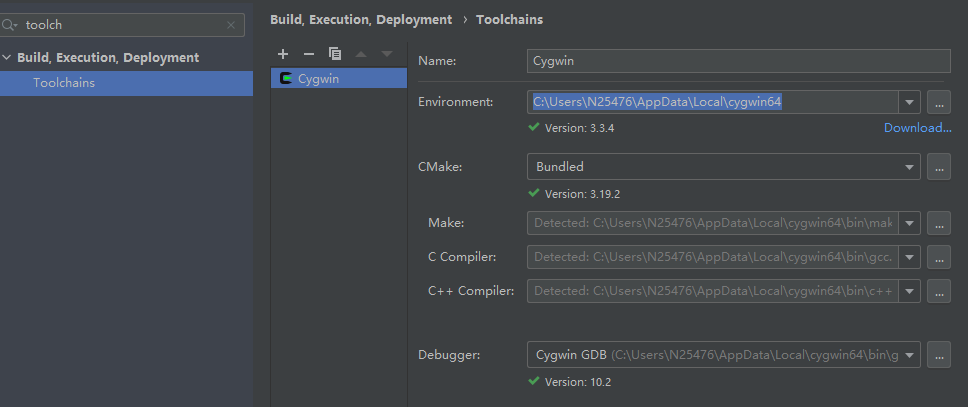 toolch
Build, Execution, Deployment
Toolchains
Build, Execution, Deployment › Toolchains
Cygwin
Name: Cygwin
Environment: C:\Users\N25476\AppData\Local\cygwin64 ...
Version: 3.3.4 Download...
CMake: Bundled ...
Version: 3.19.2
Make: Detected: C:\Users\N25476\AppData\Local\cygwin64\bin\mak ...
C Compiler: Detected: C:\Users\N25476\AppData\Local\cygwin64\bin\gcc. ...
C++ Compiler: Detected: C:\Users\N25476\AppData\Local\cygwin64\bin\c++ ...
Debugger: Cygwin GDB (C:\Users\N25476\AppData\Local\cygwin64\bin\g ...
Version: 10.2